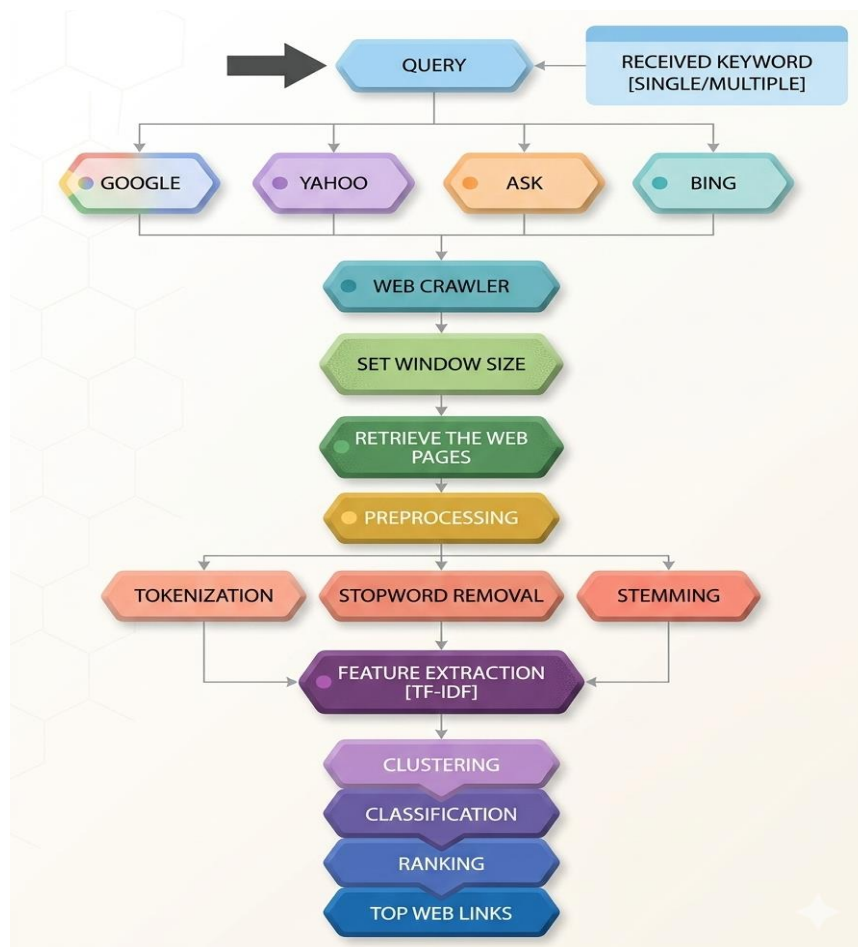 QUERY
RECEIVED KEYWORD
[SINGLE/MULTIPLE]
GOOGLE
YAHOO
ASK
BING
WEB CRAWLER
SET WINDOW SIZE
RETRIEVE THE WEB
PAGES
PREPROCESSING
TOKENIZATION
STOPWORD REMOVAL
STEMMING
FEATURE EXTRACTION
[TF-IDF]
CLUSTERING
CLASSIFICATION
RANKING
TOP WEB LINKS